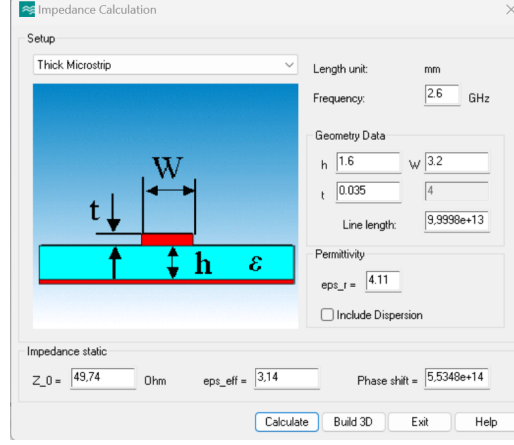 Impedance Calculation
Setup
Thick Microstrip
Length unit: mm
Frequency: 2.6 GHz
Geometry Data
h 1.6 W 3.2
t 0.035 4
Line length: 9,9998e+13
Permittivity
eps_r = 4.11
Include Dispersion
W
t
h ε
Impedance static
Z_0 = 49,74 Ohm eps_eff = 3,14 Phase shift = 5,5348e+14
Calculate Build 3D Exit Help